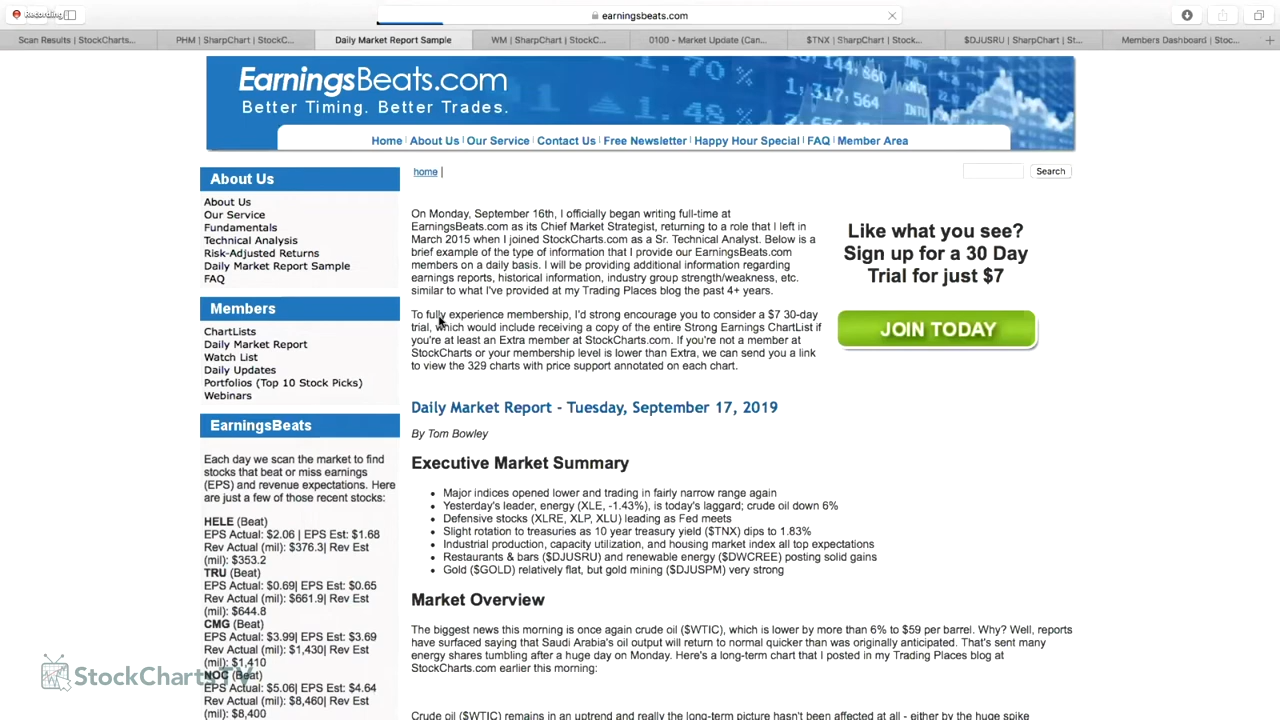 Recording
earningsbeats.com
Scan Results | StockCharts...
PHM | SharpChart | StockC...
Daily Market Report Sample
WM | SharpChart | StockC...
0100 - Market Update (Can...
$TNX | SharpChart | Stock...
$DJUSRU | SharpChart | St...
Members Dashboard | Stoc...
EarningsBeats.com
Better Timing. Better Trades.
Home | About Us | Our Service | Contact Us | Free Newsletter | Happy Hour Special | FAQ | Member Area
About Us
About Us
Our Service
Fundamentals
Technical Analysis
Risk-Adjusted Returns
Daily Market Report Sample
FAQ
Members
ChartLists
Daily Market Report
Watch List
Daily Updates
Portfolios (Top 10 Stock Picks)
Webinars
EarningsBeats
Each day we scan the market to find
stocks that beat or miss earnings
(EPS) and revenue expectations. Here
are just a few of those recent stocks:
HELE (Beat)
EPS Actual: $2.06 | EPS Est: $1.68
Rev Actual (mil): $376.3| Rev Est
(mil): $353.2
TRU (Beat)
EPS Actual: $0.69| EPS Est: $0.65
Rev Actual (mil): $661.9| Rev Est
(mil): $644.8
CMG (Beat)
EPS Actual: $3.99| EPS Est: $3.69
Rev Actual (mil): $1,430| Rev Est
(mil): $1,410
NOC (Beat)
EPS Actual: $5.06 | EPS Est: $4.64
Rev Actual (mil): $8,460| Rev Est
(mil): $8,400
home |
Search
On Monday, September 16th, I officially began writing full-time at
EarningsBeats.com as its Chief Market Strategist, returning to a role that I left in
March 2015 when I joined StockCharts.com as a Sr. Technical Analyst. Below is a
brief example of the type of information that I provide our EarningsBeats.com
members on a daily basis. I will be providing additional information regarding
earnings reports, historical information, industry group strength/weakness, etc.
similar to what I've provided at my Trading Places blog the past 4+ years.
To fully experience membership, I'd strong encourage you to consider a $7 30-day
trial, which would include receiving a copy of the entire Strong Earnings ChartList if
you're at least an Extra member at StockCharts.com. If you're not a member at
StockCharts or your membership level is lower than Extra, we can send you a link
to view the 329 charts with price support annotated on each chart.
Like what you see?
Sign up for a 30 Day
Trial for just $7
JOIN TODAY
Daily Market Report - Tuesday, September 17, 2019
By Tom Bowley
Executive Market Summary
• Major indices opened lower and trading in fairly narrow range again
• Yesterday's leader, energy (XLE, -1.43%), is today's laggard; crude oil down 6%
• Defensive stocks (XLRE, XLP, XLU) leading as Fed meets
• Slight rotation to treasuries as 10 year treasury yield ($TNX) dips to 1.83%
• Industrial production, capacity utilization, and housing market index all top expectations
• Restaurants & bars ($DJUSRU) and renewable energy ($DWCREE) posting solid gains
• Gold ($GOLD) relatively flat, but gold mining ($DJUSPM) very strong
Market Overview
The biggest news this morning is once again crude oil ($WTIC), which is lower by more than 6% to $59 per barrel. Why? Well, reports
have surfaced saying that Saudi Arabia's oil output will return to normal quicker than was originally anticipated. That's sent many
energy shares tumbling after a huge day on Monday. Here's a long-term chart that I posted in my Trading Places blog at
StockCharts.com earlier this morning:
Crude oil ($WTIC) remains in an uptrend and really the long-term picture hasn't been affected at all - either by the huge spike
StockChartsTV